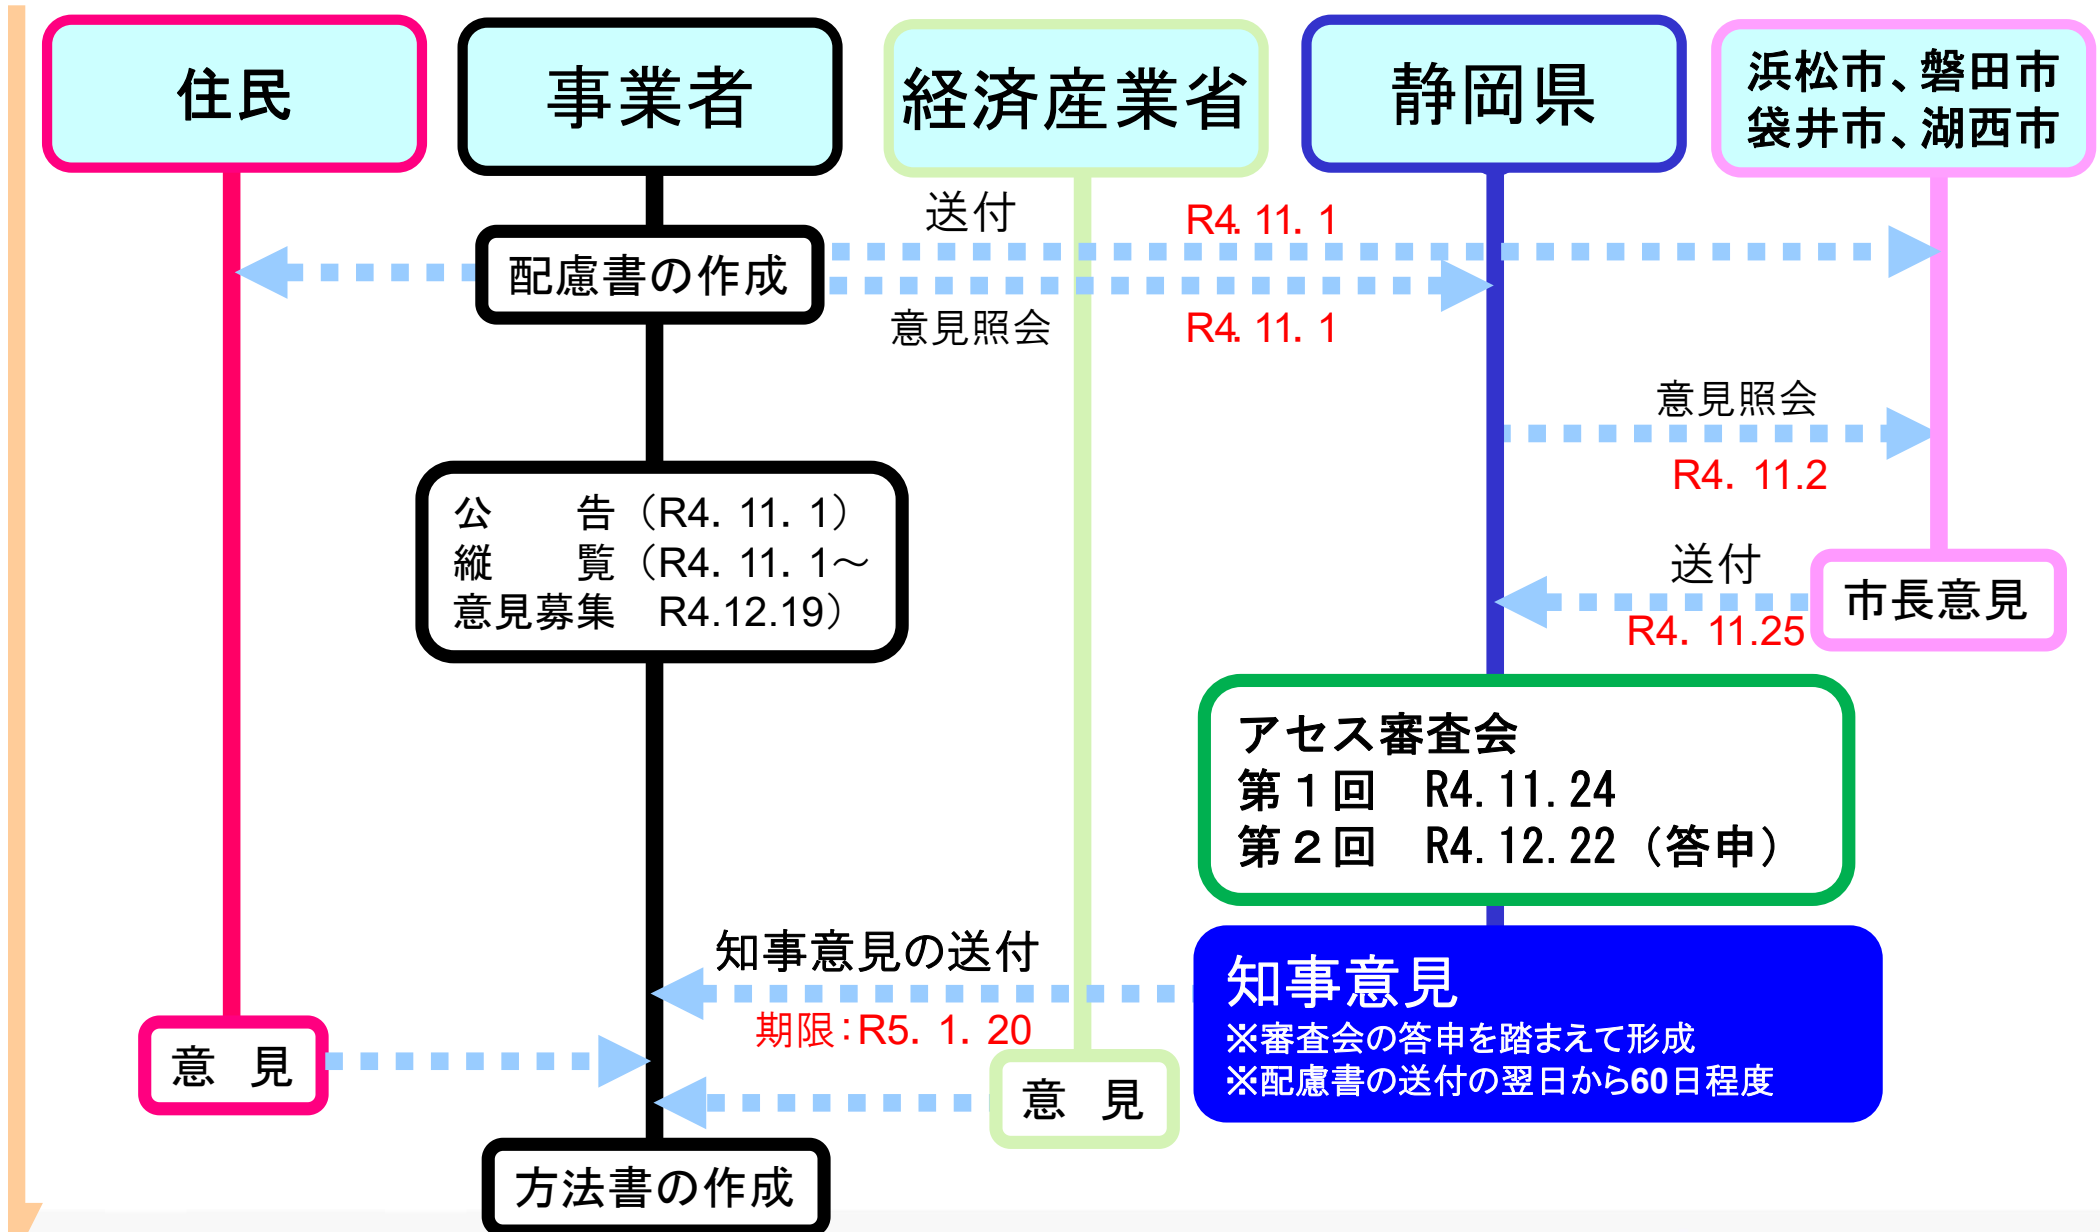 住民
事業者
経済産業省
静岡県
浜松市、磐田市
袋井市、湖西市
送付
R4. 11. 1
配慮書の作成
意見照会
R4. 11. 1
意見照会
R4. 11.2
公　　告（R4. 11. 1）
縦　　覧（R4. 11. 1～
意見募集　R4.12.19）
送付
R4. 11.25
市長意見
アセス審査会
第１回　R4.11.24
第２回　R4.12.22（答申）
知事意見の送付
期限：R5. 1. 20
知事意見
※審査会の答申を踏まえて形成
※配慮書の送付の翌日から60日程度
意　見
意　見
方法書の作成